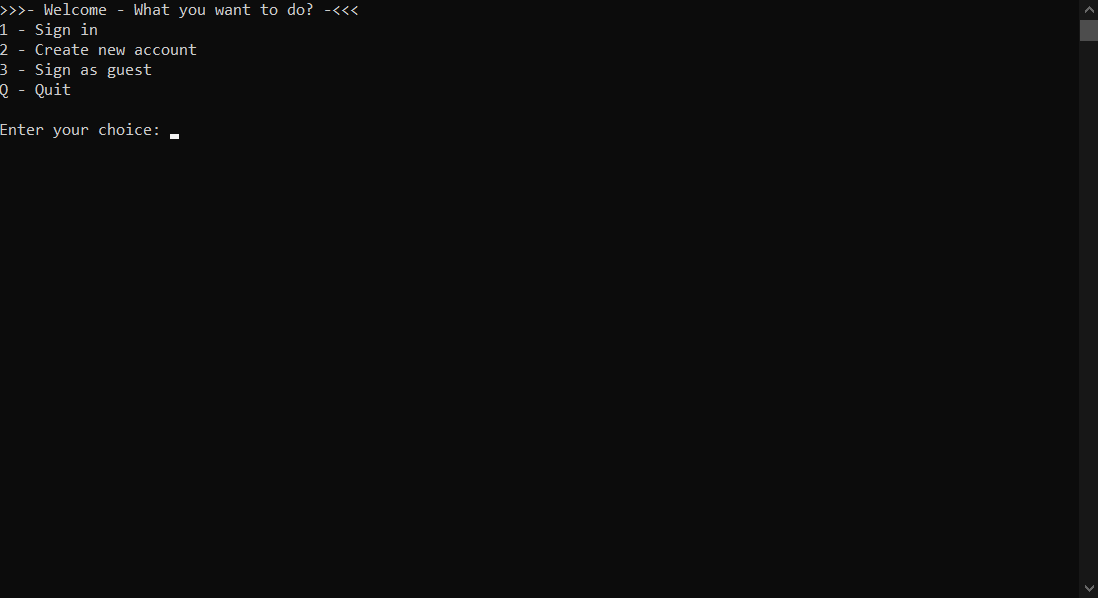 >>>- Welcome - What you want to do? -<<<
1 - Sign in
2 - Create new account
3 - Sign as guest
Q - Quit
Enter your choice: